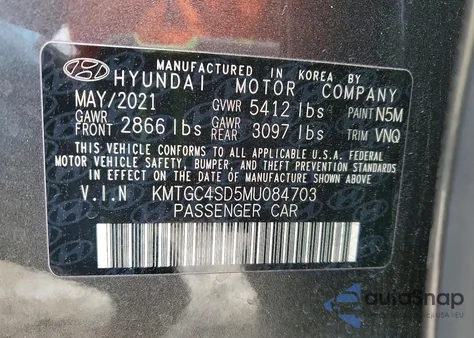 MANUFACTURED IN KOREA BY
HYUNDAI MOTOR COMPANY
MAY/2021 GVWR 5412 lbs PAINT N5M
GAWR FRONT 2866 lbs GAWR REAR 3097 lbs TRIM VNQ
THIS VEHICLE CONFORMS TO ALL APPLICABLE U.S.A. FEDERAL
MOTOR VEHICLE SAFETY, BUMPER, AND THEFT PREVENTION STANDARDS
IN EFFECT ON THE DATE OF MANUFACTURE SHOWN ABOVE.
V.I.N KMTGC4SD5MU084703
PASSENGER CAR
autoSnap